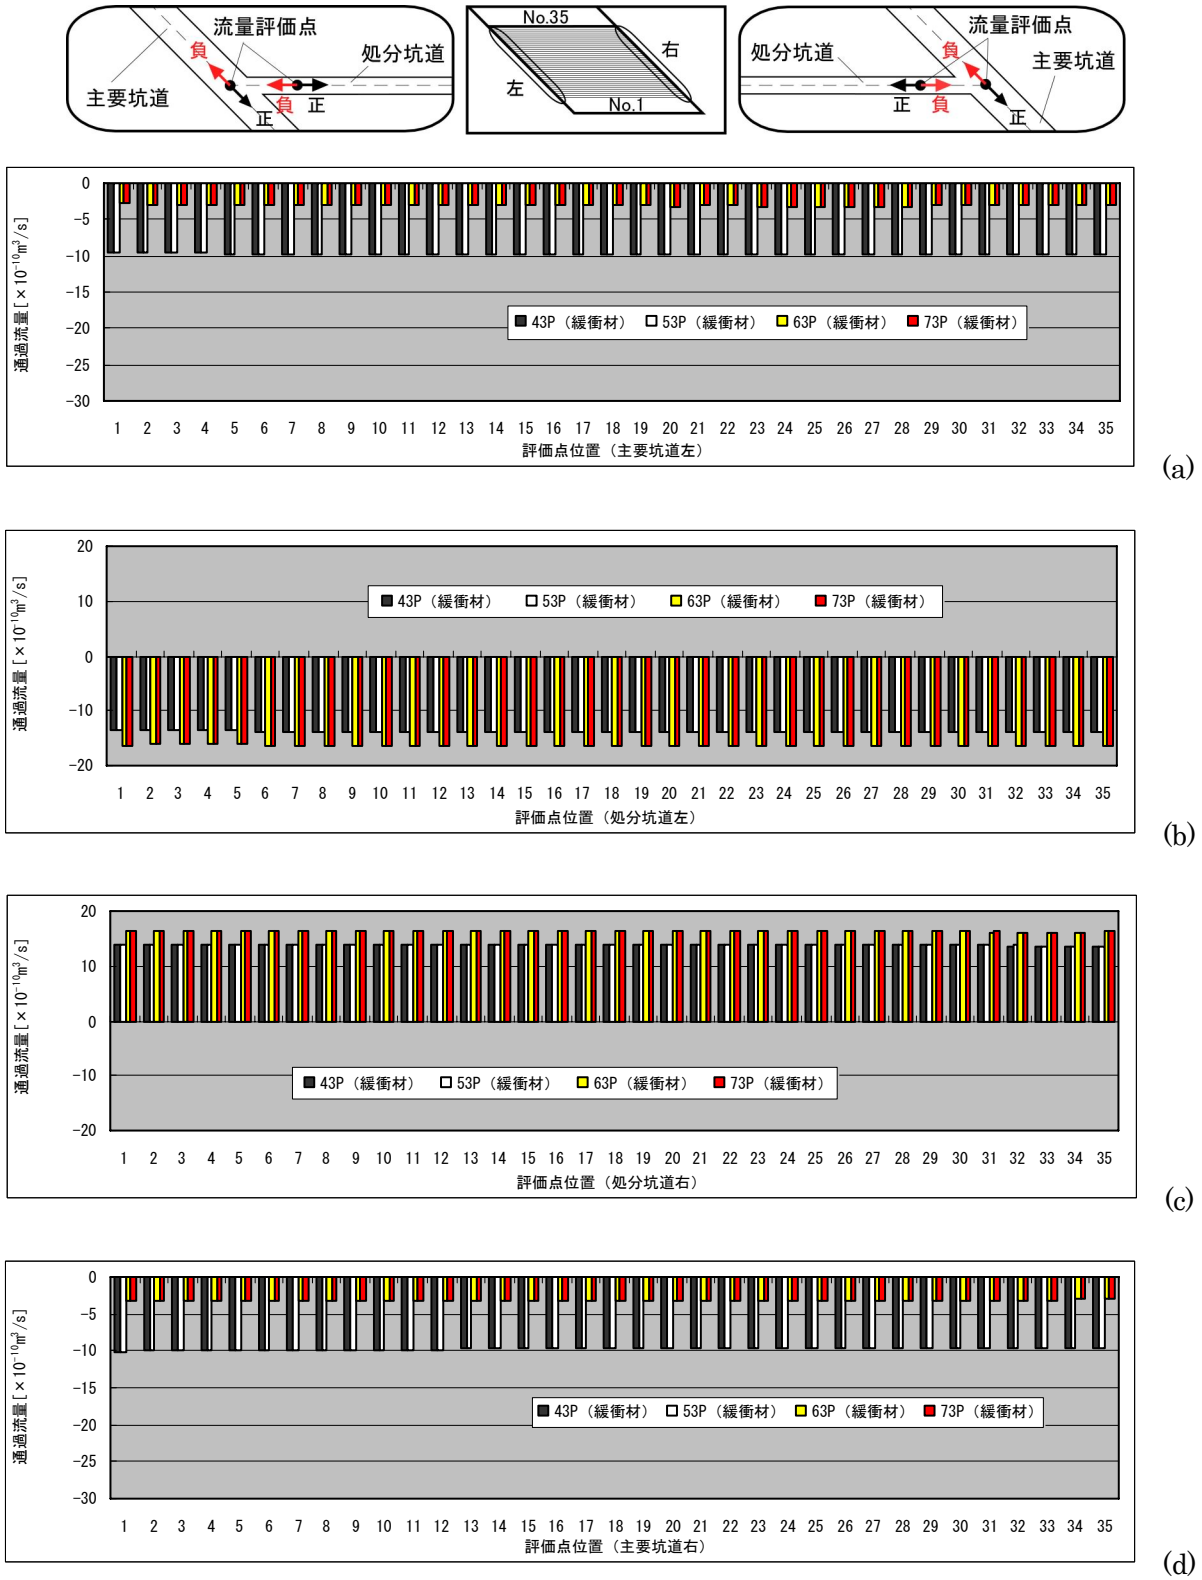 流量評価点
負
処分坑道
主要坑道
負
正
正
No.35
右
左
No.1
流量評価点
処分坑道
負
主要坑道
正
負
正
通過流量[×10⁻¹⁰m³/s]
0
−5
−10
−15
−20
−25
−30
■ 43P（緩衝材） □ 53P（緩衝材） ■ 63P（緩衝材） ■ 73P（緩衝材）
1 2 3 4 5 6 7 8 9 10 11 12 13 14 15 16 17 18 19 20 21 22 23 24 25 26 27 28 29 30 31 32 33 34 35
評価点位置（主要坑道左）
(a)
通過流量[×10⁻¹⁰m³/s]
20
10
0
−10
−20
■ 43P（緩衝材） □ 53P（緩衝材） ■ 63P（緩衝材） ■ 73P（緩衝材）
1 2 3 4 5 6 7 8 9 10 11 12 13 14 15 16 17 18 19 20 21 22 23 24 25 26 27 28 29 30 31 32 33 34 35
評価点位置（処分坑道左）
(b)
通過流量[×10⁻¹⁰m³/s]
20
10
0
−10
−20
■ 43P（緩衝材） □ 53P（緩衝材） ■ 63P（緩衝材） ■ 73P（緩衝材）
1 2 3 4 5 6 7 8 9 10 11 12 13 14 15 16 17 18 19 20 21 22 23 24 25 26 27 28 29 30 31 32 33 34 35
評価点位置（処分坑道右）
(c)
通過流量[×10⁻¹⁰m³/s]
0
−5
−10
−15
−20
−25
−30
■ 43P（緩衝材） □ 53P（緩衝材） ■ 63P（緩衝材） ■ 73P（緩衝材）
1 2 3 4 5 6 7 8 9 10 11 12 13 14 15 16 17 18 19 20 21 22 23 24 25 26 27 28 29 30 31 32 33 34 35
評価点位置（主要坑道右）
(d)